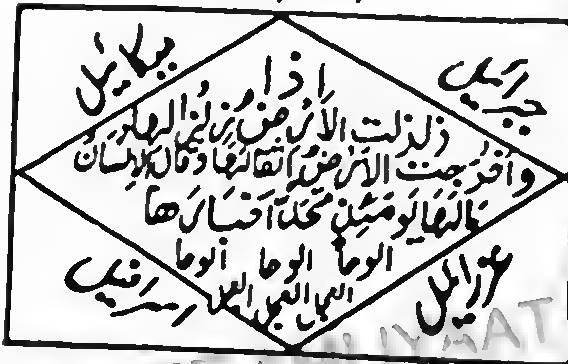 جبرائیل
میکائیل
اذا
زلزلت الارض زلزالها
واخرجت الارض اثقالها وقال الانسان
مالها یومئذ تحدث اخبارها
الوحا الوحا الوحا
العجل العجل العجل
عزرائیل
اسرافیل